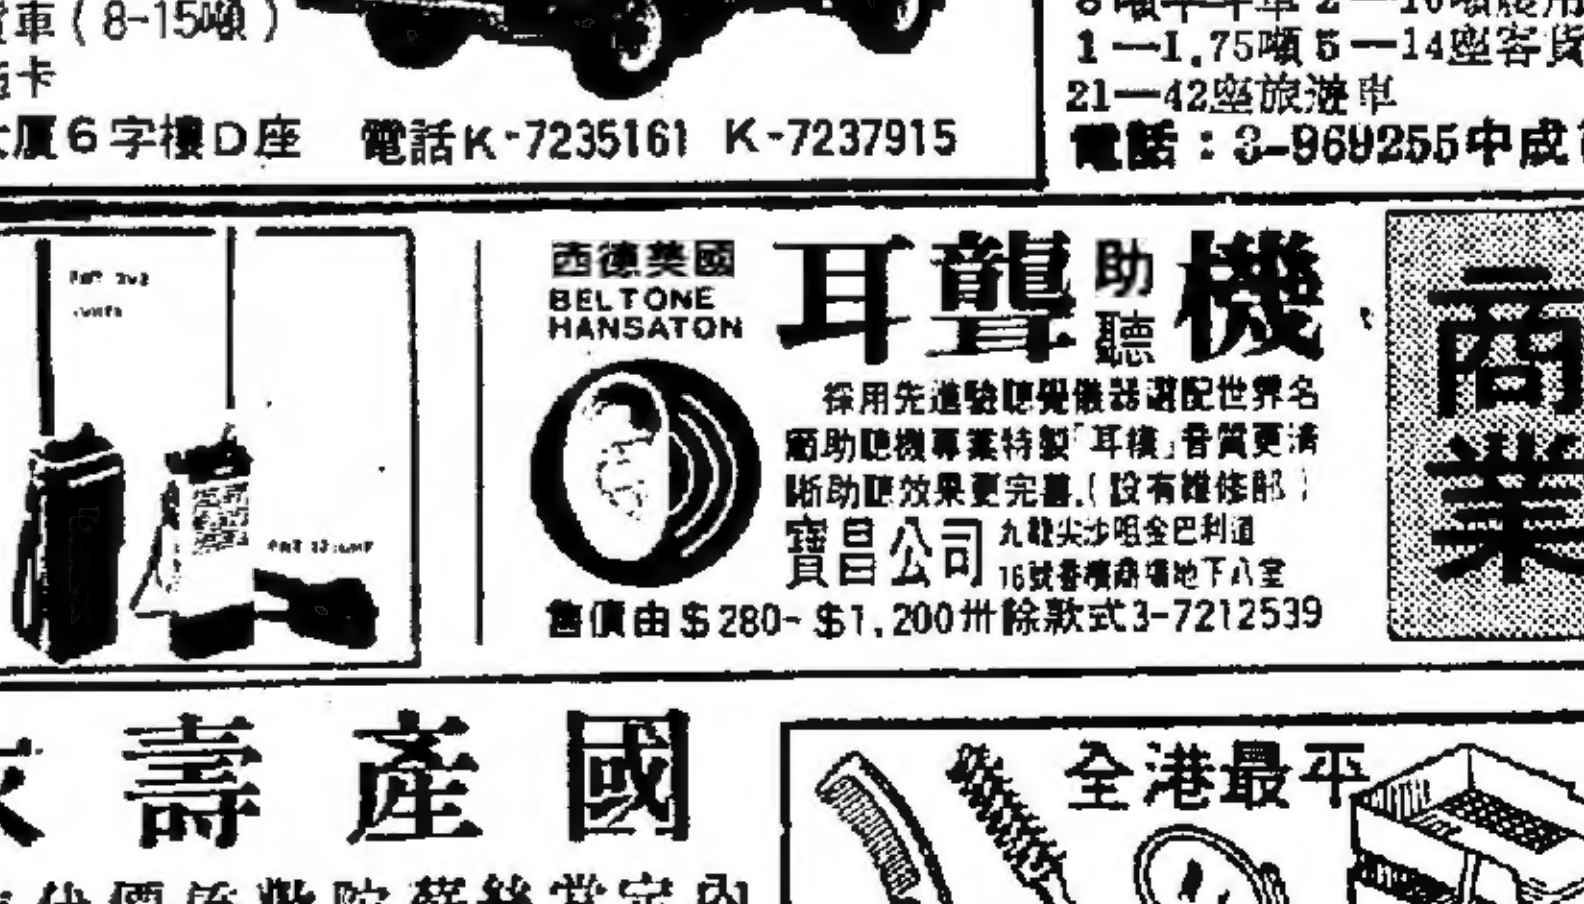 車(8-15噸)
卡
厦6字樓D座 電話K-7235161 K-7237915
1—1.75噸 5—14座客貨
21—42座旅遊車
電話：3-969255中成
西德美國
BELTONE
HANSATON
耳聾助聽機
採用先進驗聽覺儀器選配世界名
廠助聽機專業特製「耳模」音質更清
晰助聽效果更完善.(設有維修部)
寶昌公司
九龍尖沙咀金巴利道
16號香檳商場地下八室
售價由$280-$1,200卅餘款式3-7212539
商業
壽產國
全港最平